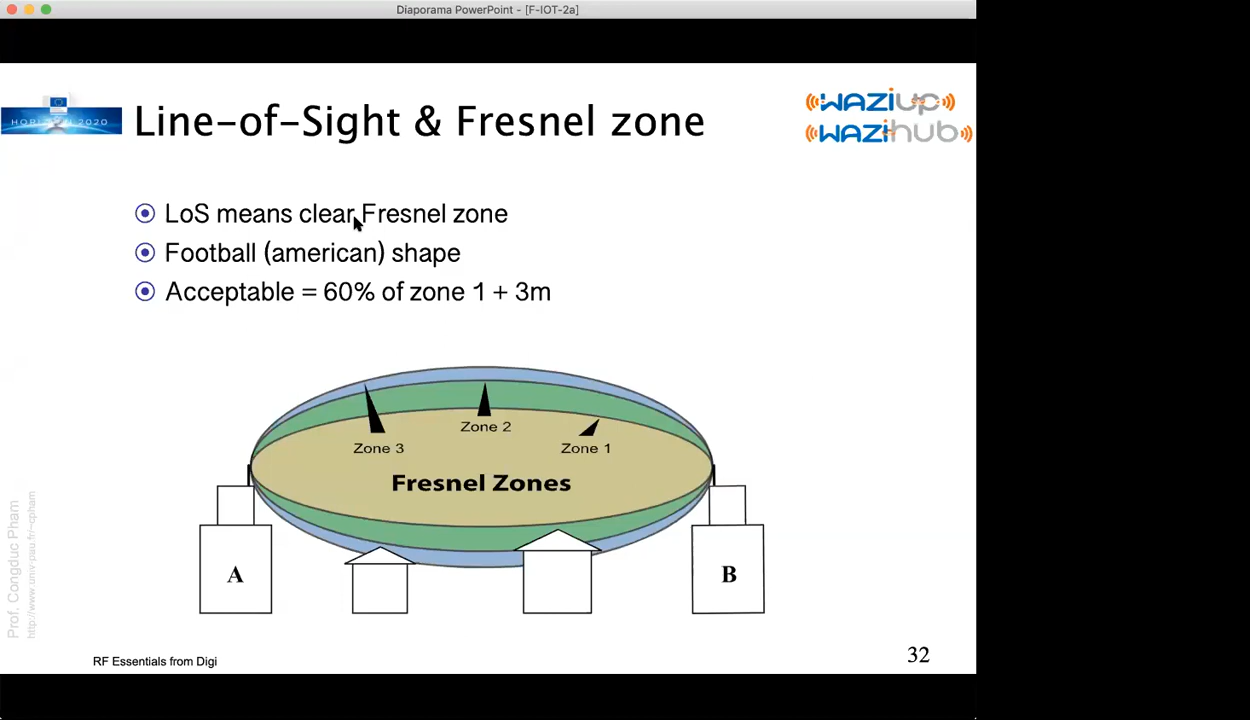 Diaporama PowerPoint - [F-IOT-2a]
HORIZON 2020
Line-of-Sight & Fresnel zone
WAZIUP
WAZIHUB
LoS means clear Fresnel zone
Football (american) shape
Acceptable = 60% of zone 1 + 3m
Zone 3
Zone 2
Zone 1
Fresnel Zones
A
B
Prof. Congduc Pham
http://www.univ-pau.fr/~cpham
RF Essentials from Digi
32